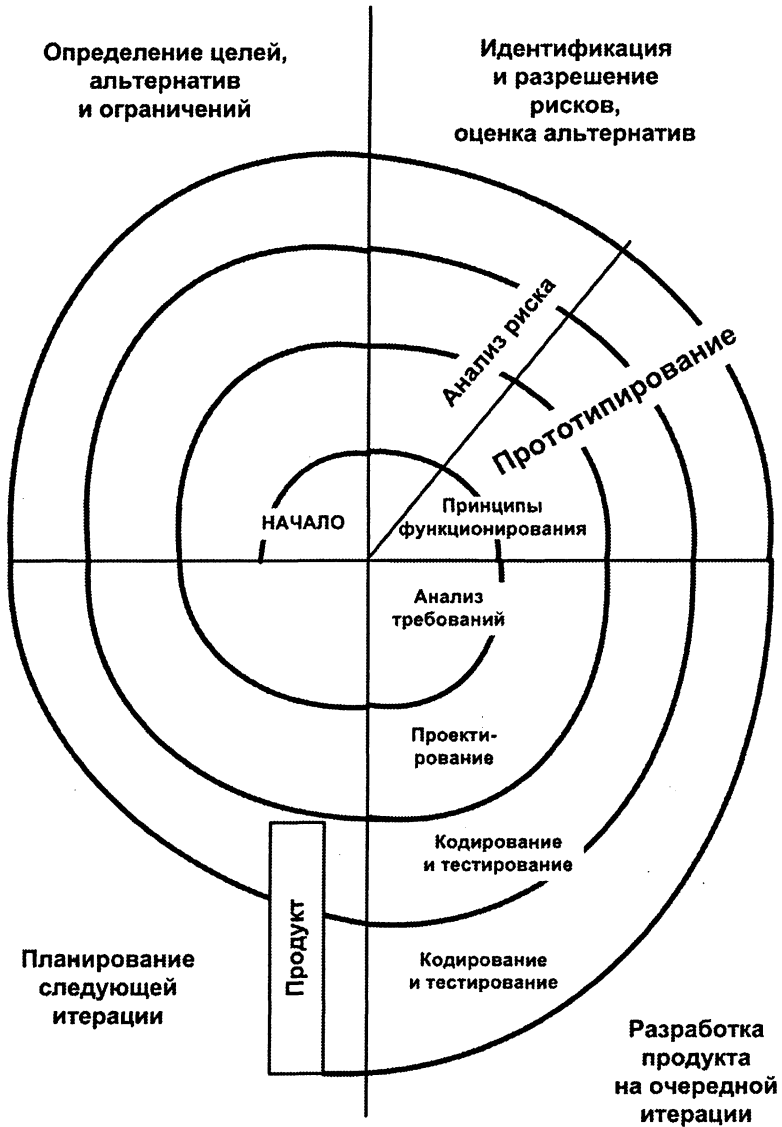 Определение целей,
альтернатив
и ограничений
Идентификация
и разрешение
рисков,
оценка альтернатив
Анализ риска
Прототипирование
НАЧАЛО
Принципы
функционирования
Анализ
требований
Проекти-
рование
Кодирование
и тестирование
Продукт
Кодирование
и тестирование
Планирование
следующей
итерации
Разработка
продукта
на очередной
итерации